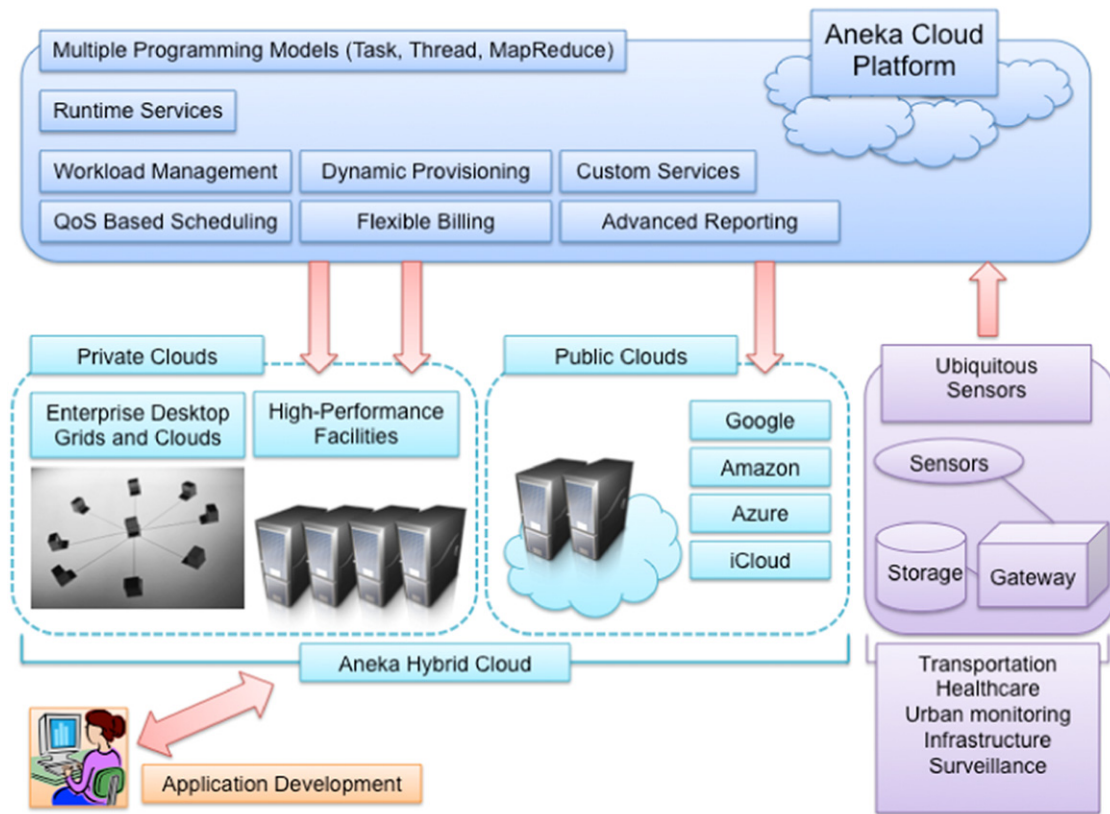 Multiple Programming Models (Task, Thread, MapReduce)
Aneka Cloud
Platform
Runtime Services
Workload Management
Dynamic Provisioning
Custom Services
QoS Based Scheduling
Flexible Billing
Advanced Reporting
Private Clouds
Enterprise Desktop
Grids and Clouds
High-Performance
Facilities
Public Clouds
Google
Amazon
Azure
iCloud
Aneka Hybrid Cloud
Ubiquitous
Sensors
Sensors
Storage
Gateway
Transportation
Healthcare
Urban monitoring
Infrastructure
Surveillance
Application Development